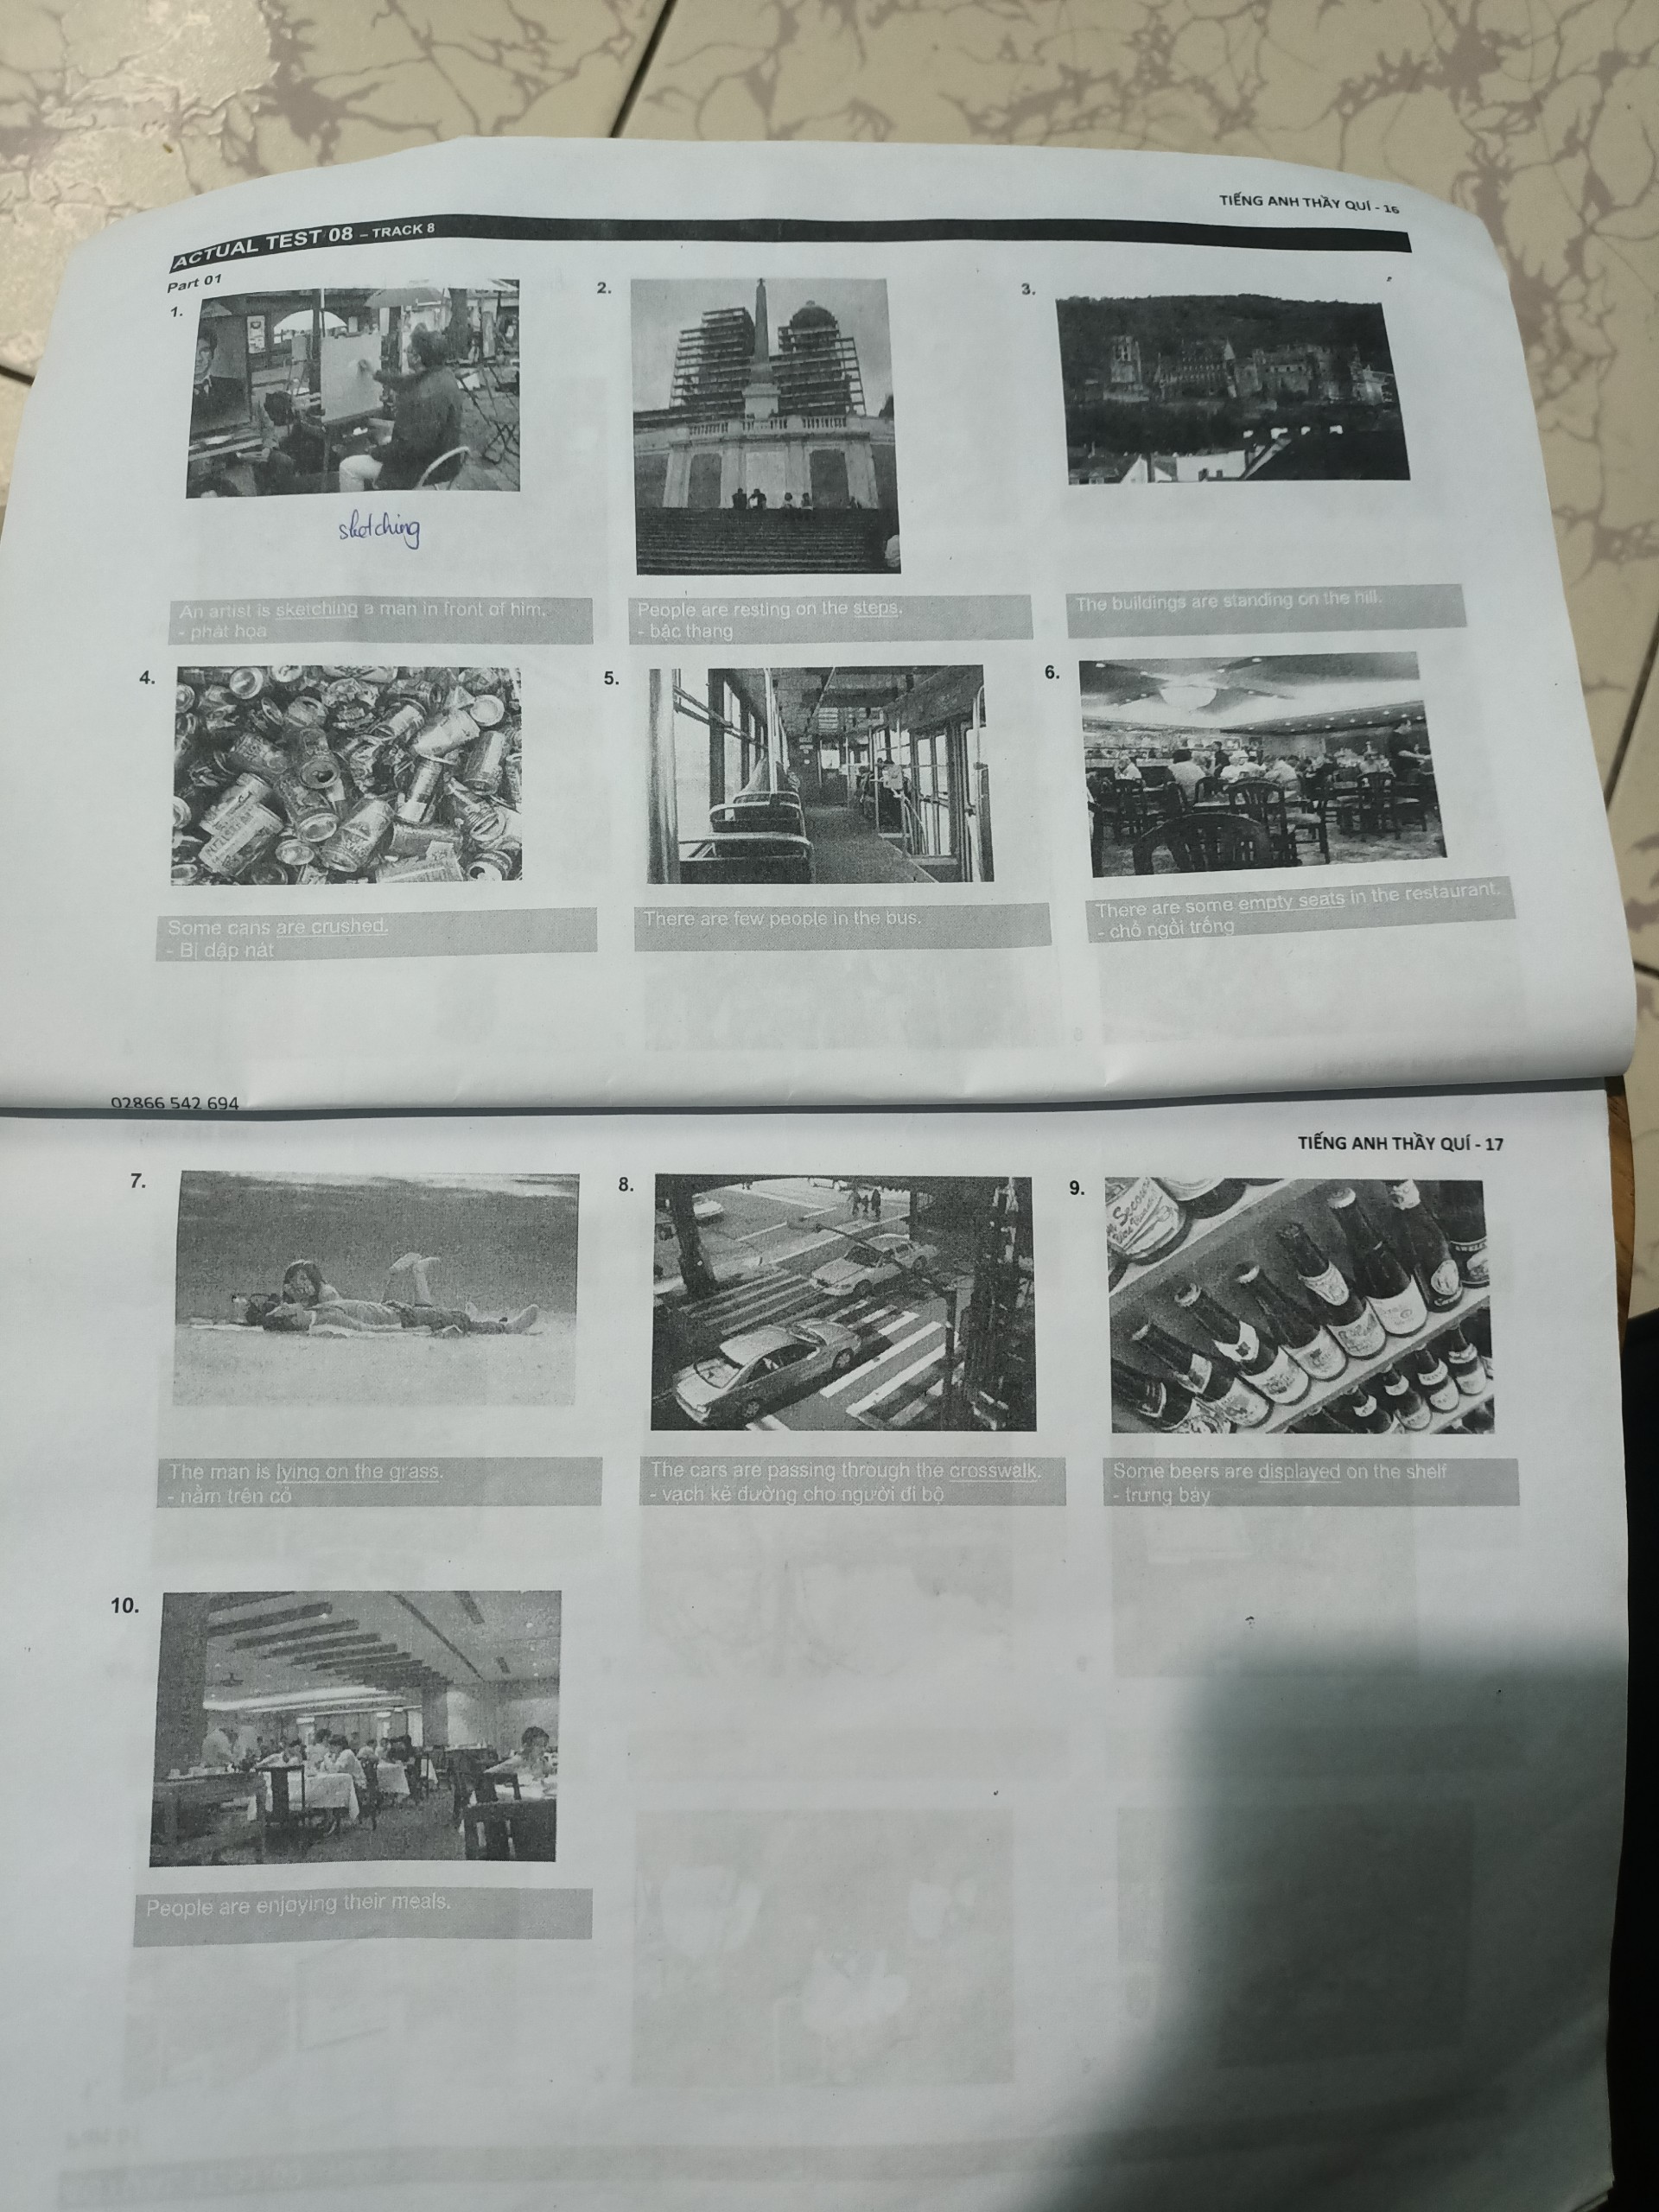 TIẾNG ANH THẦY QUÍ - 16
ACTUAL TEST 08 – TRACK 8
Part 01
1.
2.
3.
sketching
An artist is sketching a man in front of him.
- phát họa
People are resting on the steps.
- bậc thang
The buildings are standing on the hill.
4.
5.
6.
Some cans are crushed.
- Bị dập nát
There are few people in the bus.
There are some empty seats in the restaurant.
- chỗ ngồi trống
02866 542 694
TIẾNG ANH THẦY QUÍ - 17
7.
8.
9.
The man is lying on the grass.
- nằm trên cỏ
The cars are passing through the crosswalk.
- vạch kẻ đường cho người đi bộ
Some beers are displayed on the shelf
- trưng bày
10.
People are enjoying their meals.